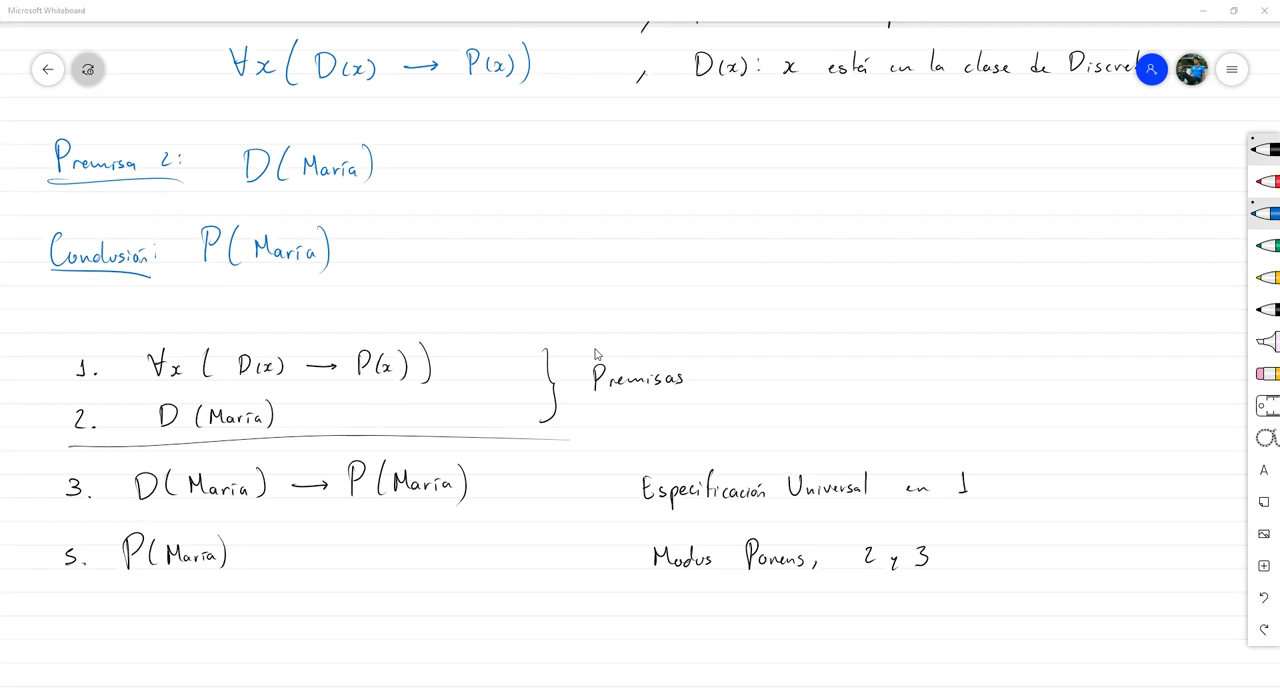 Microsoft Whiteboard
∀x ( D(x) → P(x) ) , D(x): x está en la clase de Discret
Premisa 2: D( María )
Conclusión: P( María )
1. ∀x ( D(x) → P(x) ) } Premisas
2. D ( María )
3. D( María ) → P( María ) Especificación Universal en 1
5. P( María ) Modus Ponens, 2 y 3
A